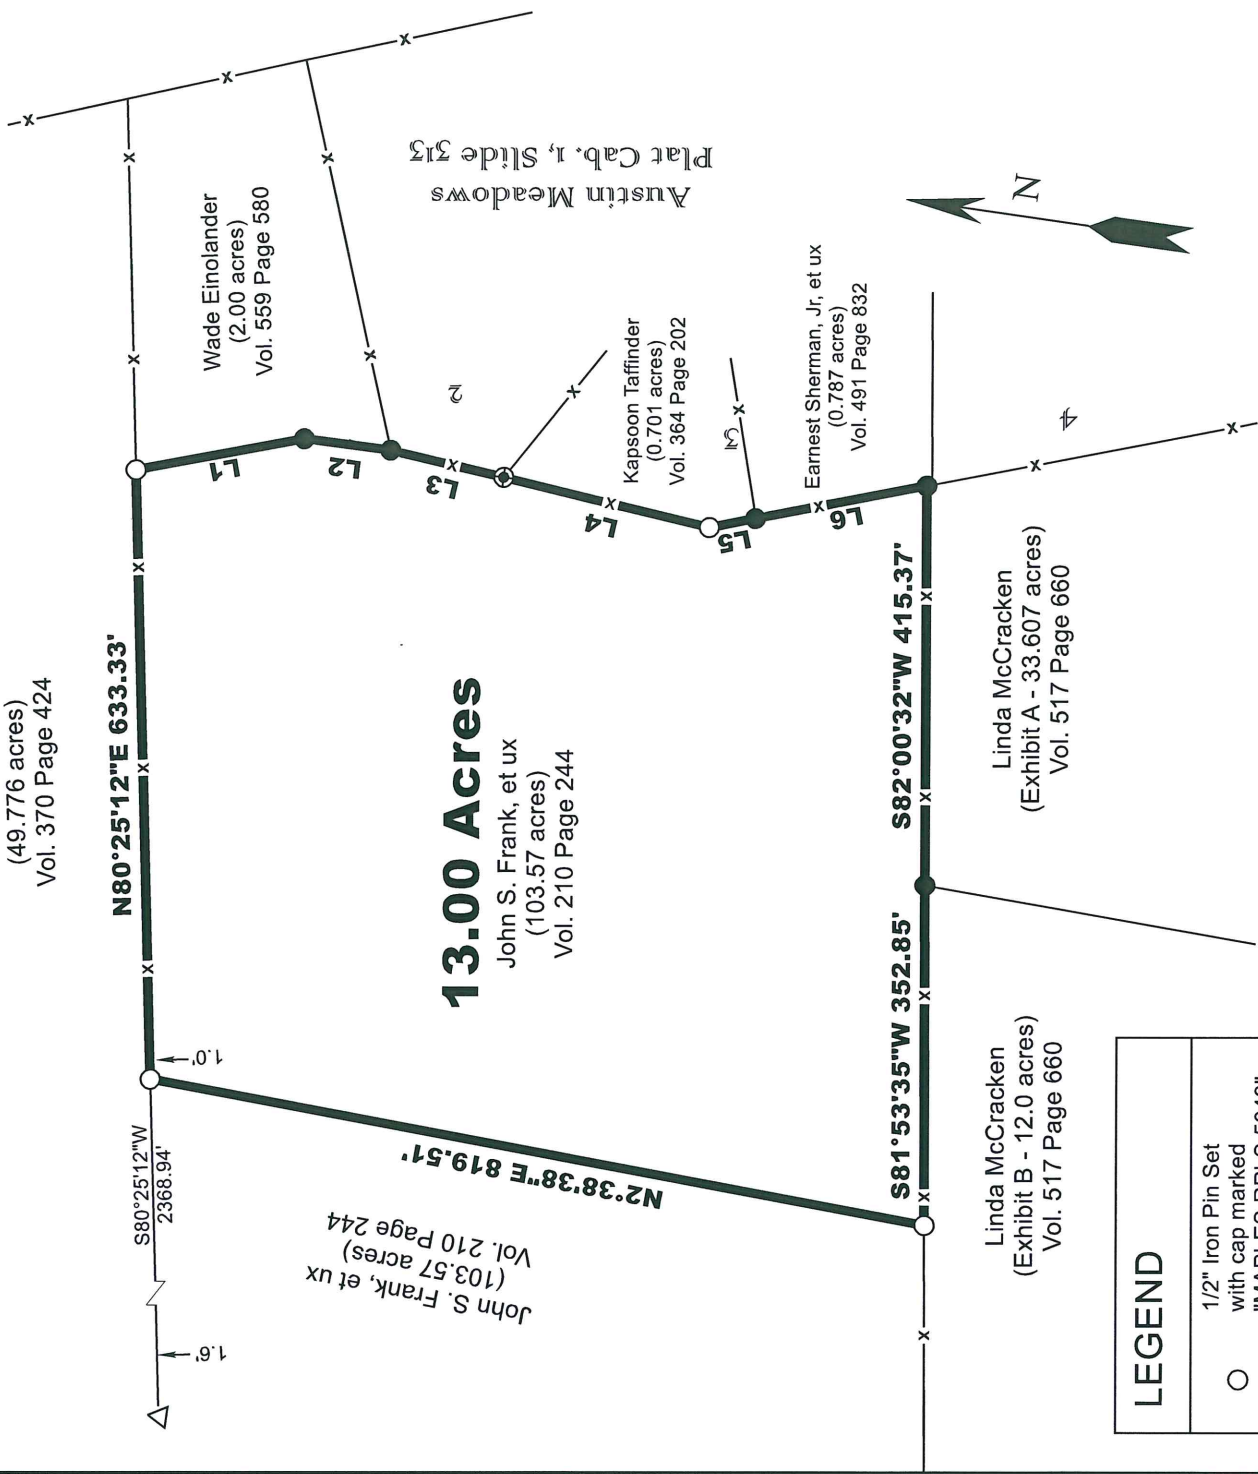 (49.776 acres)
Vol. 370 Page 424
N80°25'12"E 633.33'
S80°25'12"W
2368.94'
1.6'
1.0'
Wade Einolander
(2.00 acres)
Vol. 559 Page 580
Austin Meadows
Plat Cab. 1, Slide 313
L1
L2
L3
L4
L5
L6
2
3
4
13.00 Acres
John S. Frank, et ux
(103.57 acres)
Vol. 210 Page 244
Kapsoon Taffinder
(0.701 acres)
Vol. 364 Page 202
Earnest Sherman, Jr, et ux
(0.787 acres)
Vol. 491 Page 832
N
John S. Frank, et ux
(103.57 acres)
Vol. 210 Page 244
N2°38'38"E 819.51'
S81°53'35"W 352.85'
S82°00'32"W 415.37'
Linda McCracken
(Exhibit B - 12.0 acres)
Vol. 517 Page 660
Linda McCracken
(Exhibit A - 33.607 acres)
Vol. 517 Page 660
LEGEND
1/2" Iron Pin Set
with cap marked